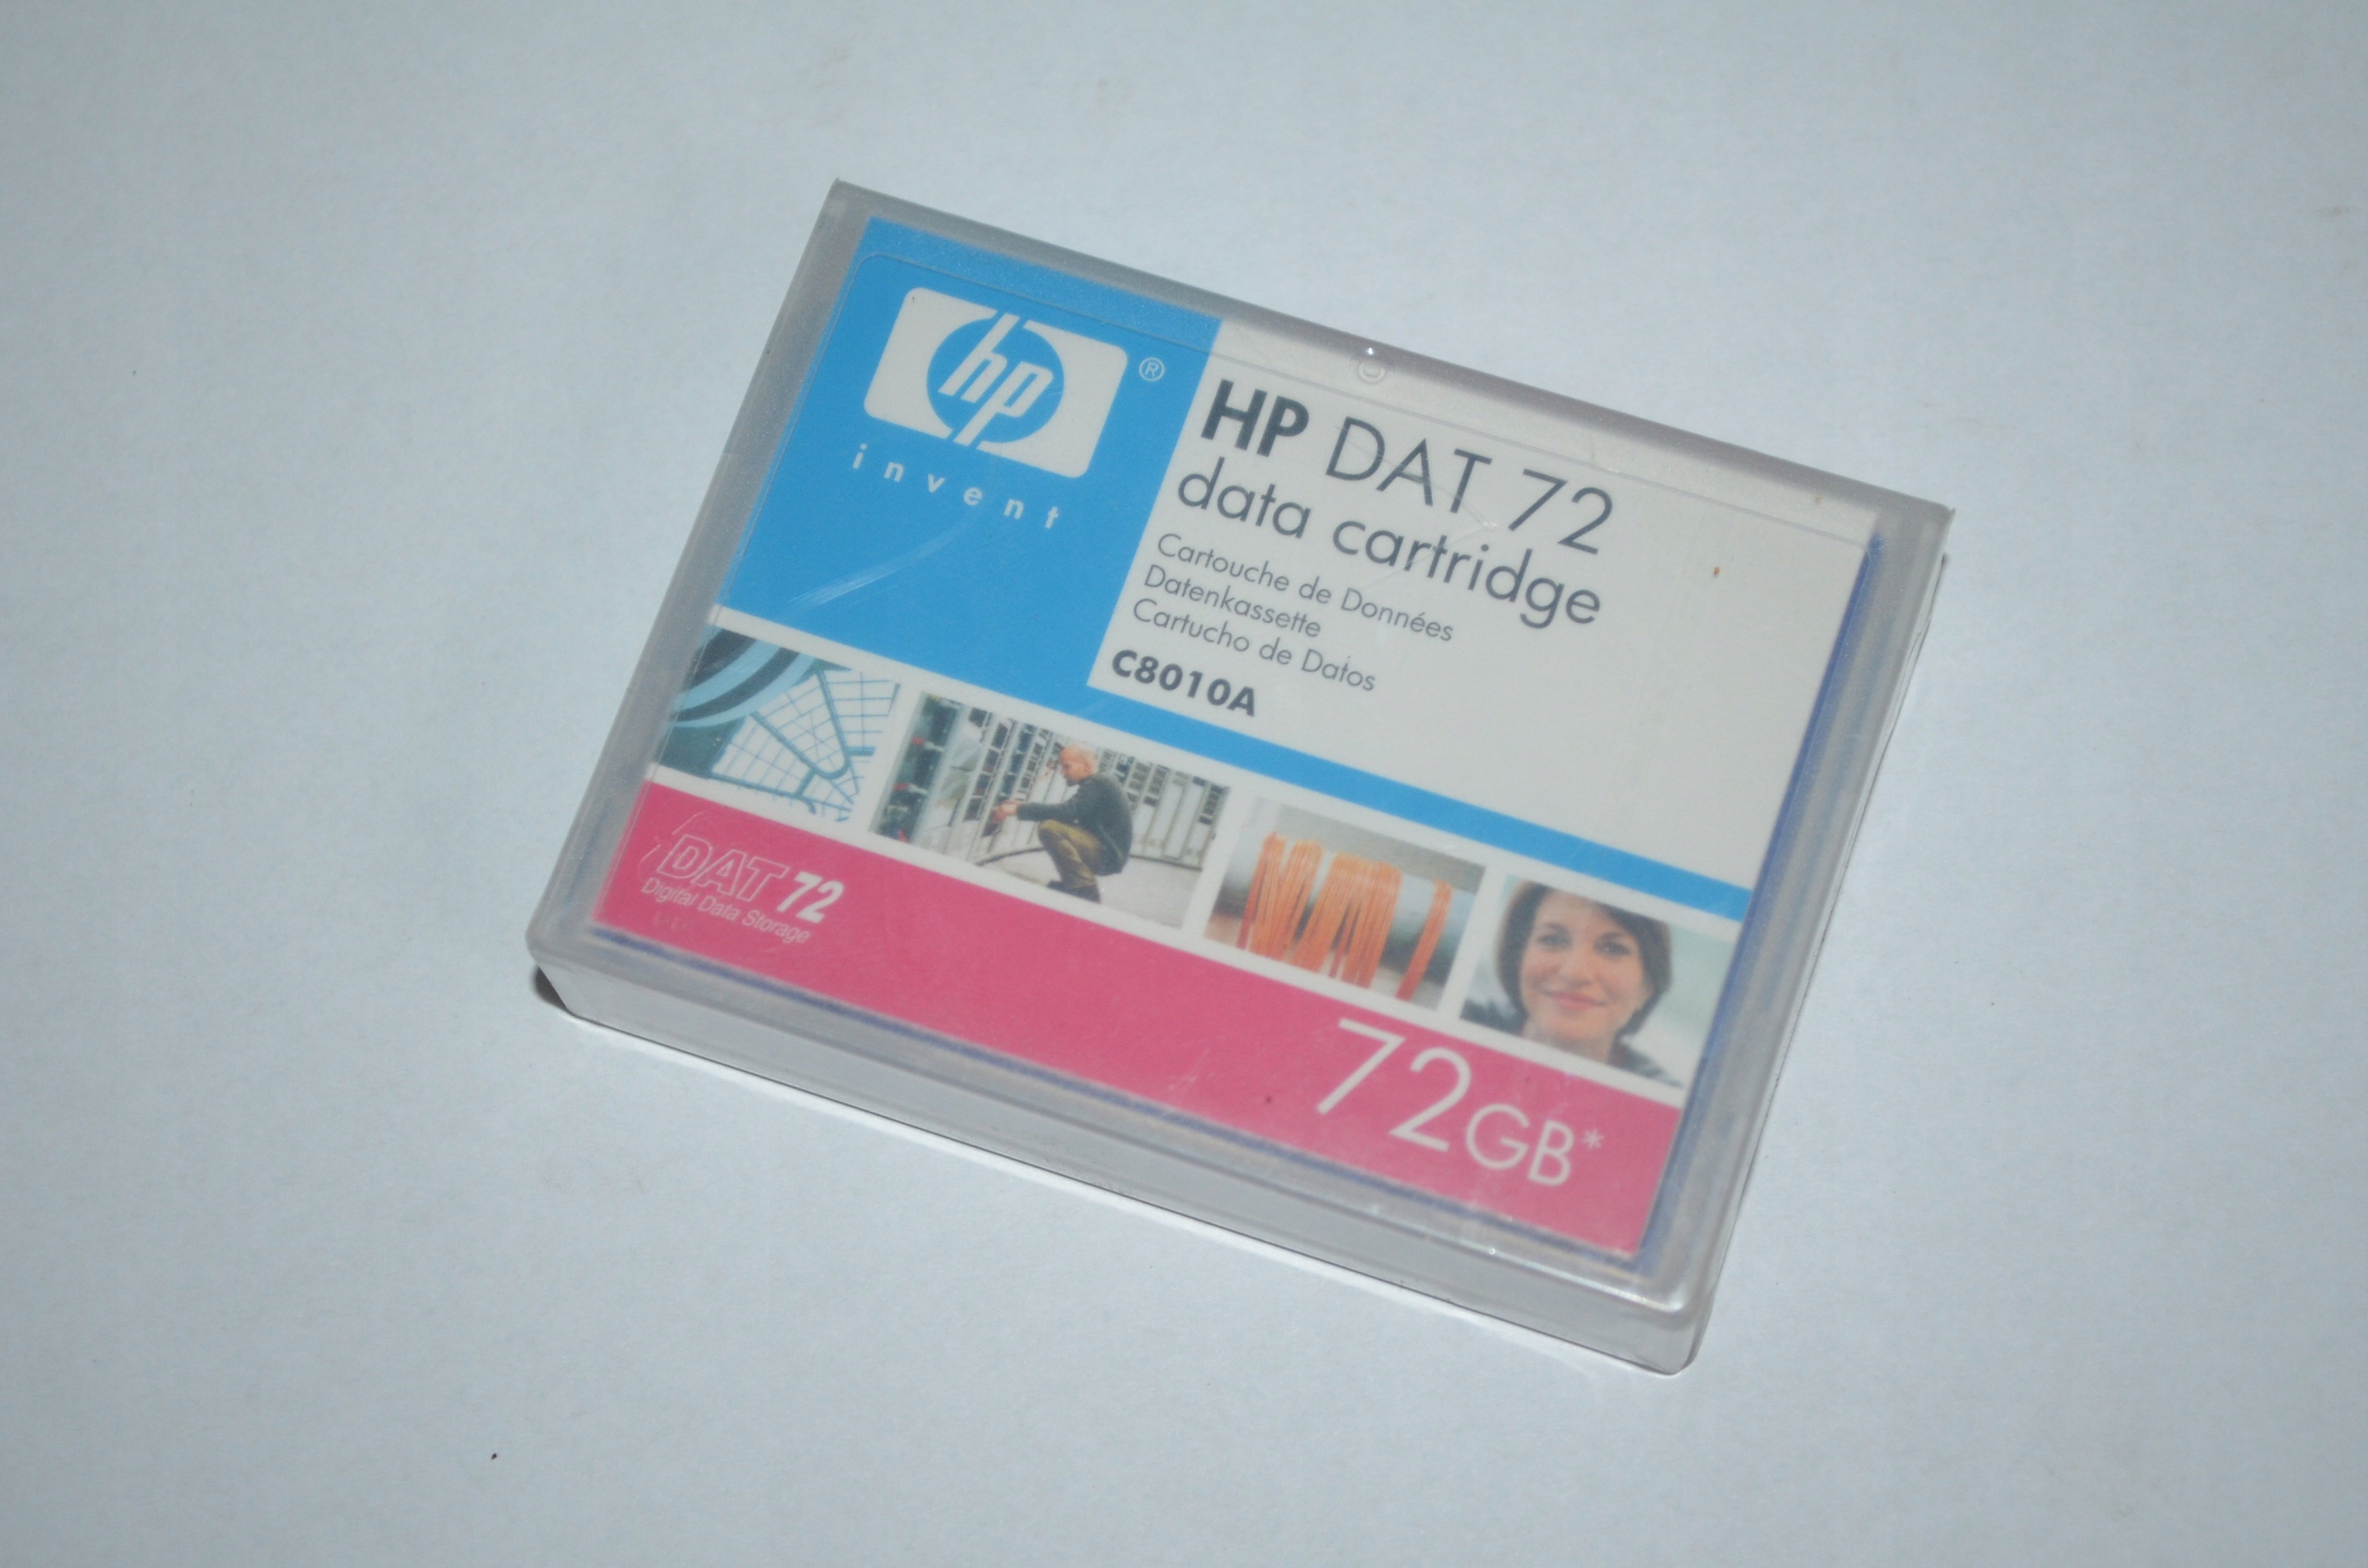 hp ®
invent
HP DAT 72
data cartridge
Cartouche de Données
Datenkassette
Cartucho de Datos
C8010A
DAT 72
Digital Data Storage
72GB*